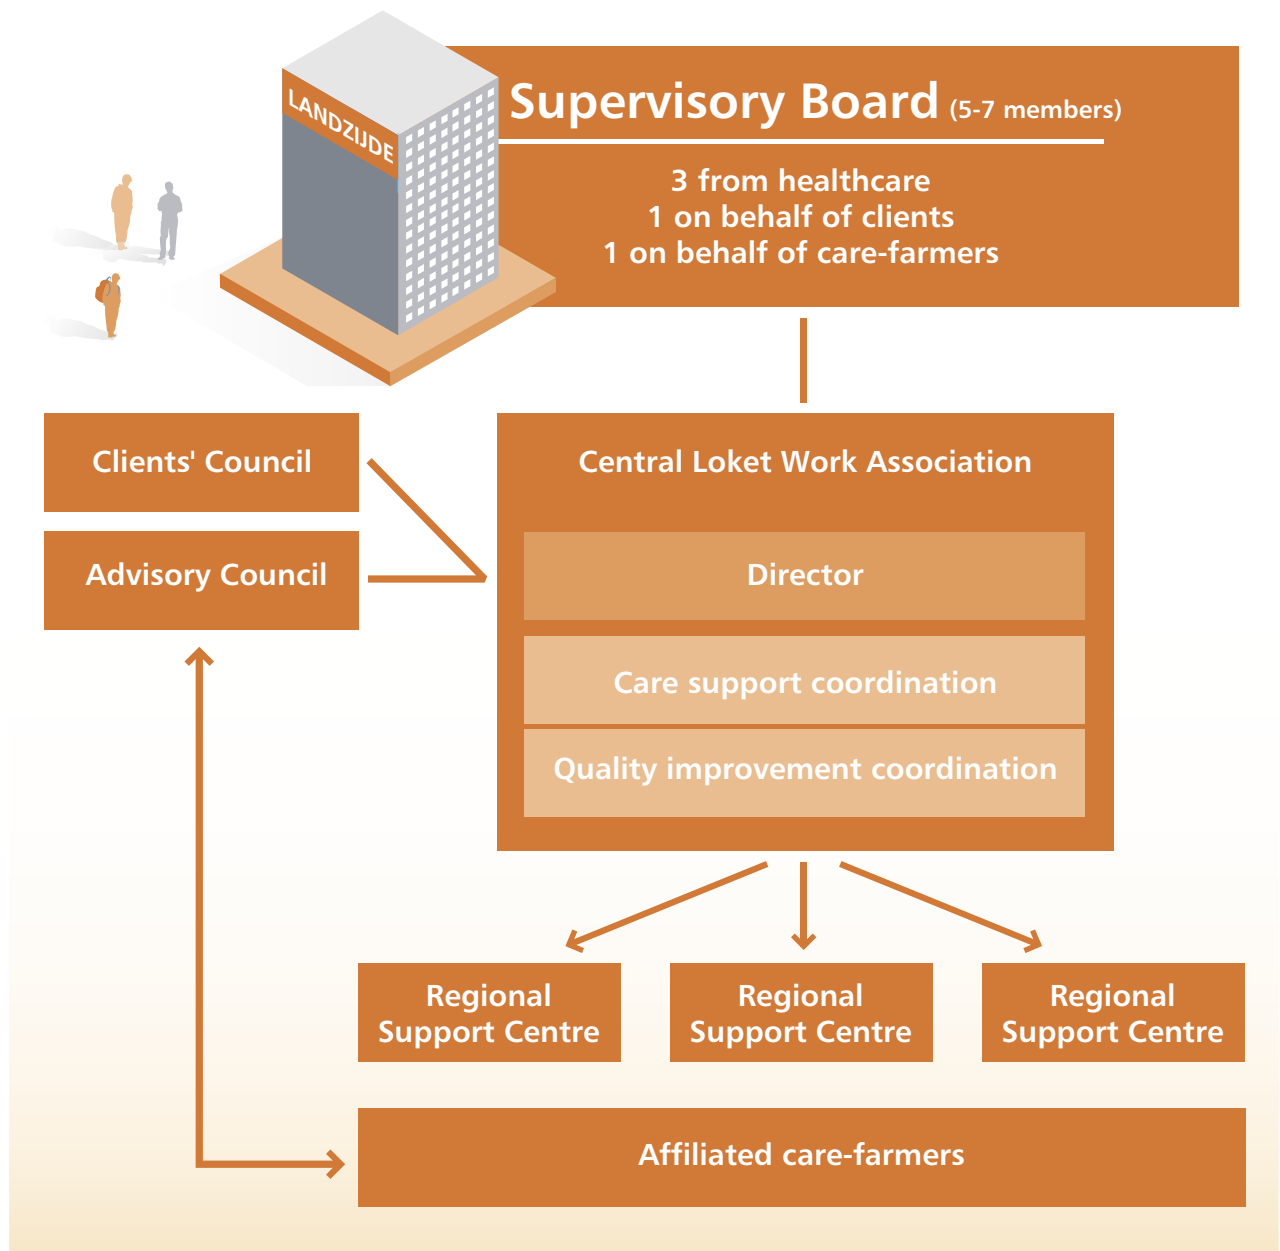 LANDZIJDE
Supervisory Board (5-7 members)
3 from healthcare
1 on behalf of clients
1 on behalf of care-farmers
Clients' Council
Advisory Council
Central Loket Work Association
Director
Care support coordination
Quality improvement coordination
Regional
Support Centre
Regional
Support Centre
Regional
Support Centre
Affiliated care-farmers